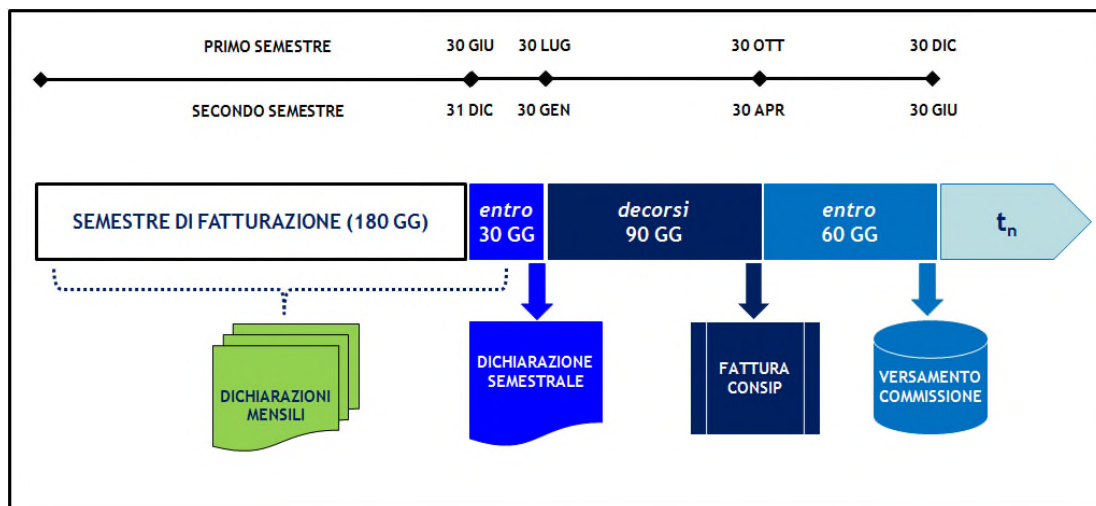 PRIMO SEMESTRE 30 GIU 30 LUG 30 OTT 30 DIC
SECONDO SEMESTRE 31 DIC 30 GEN 30 APR 30 GIU
SEMESTRE DI FATTURAZIONE (180 GG)
entro
30 GG
decorsi
90 GG
entro
60 GG
tn
DICHIARAZIONI
MENSILI
DICHIARAZIONE
SEMESTRALE
FATTURA
CONSIP
VERSAMENTO
COMMISSIONE